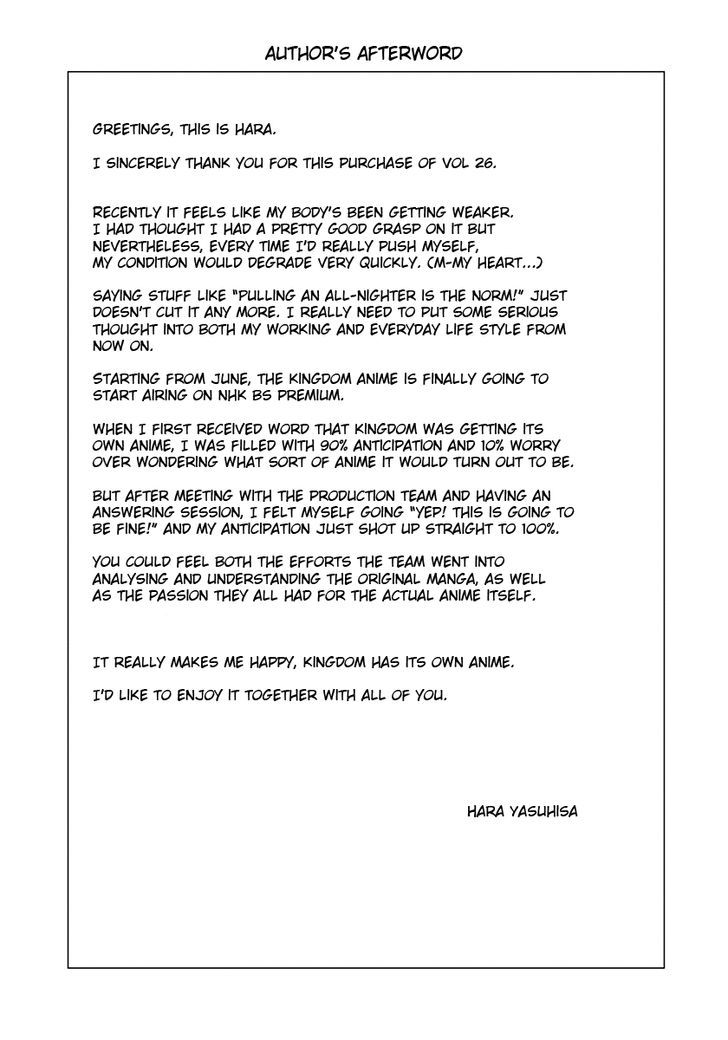 AUTHOR'S AFTERWORD
GREETINGS, THIS IS HARA.
I SINCERELY THANK YOU FOR THIS PURCHASE OF VOL 26.
RECENTLY IT FEELS LIKE MY BODY'S BEEN GETTING WEAKER.
I HAD THOUGHT I HAD A PRETTY GOOD GRASP ON IT BUT
NEVERTHELESS, EVERY TIME I'D REALLY PUSH MYSELF,
MY CONDITION WOULD DEGRADE VERY QUICKLY. (M-MY HEART...)
SAYING STUFF LIKE "PULLING AN ALL-NIGHTER IS THE NORM!" JUST
DOESN'T CUT IT ANY MORE. I REALLY NEED TO PUT SOME SERIOUS
THOUGHT INTO BOTH MY WORKING AND EVERYDAY LIFE STYLE FROM
NOW ON.
STARTING FROM JUNE, THE KINGDOM ANIME IS FINALLY GOING TO
START AIRING ON NHK BS PREMIUM.
WHEN I FIRST RECEIVED WORD THAT KINGDOM WAS GETTING ITS
OWN ANIME, I WAS FILLED WITH 90% ANTICIPATION AND 10% WORRY
OVER WONDERING WHAT SORT OF ANIME IT WOULD TURN OUT TO BE.
BUT AFTER MEETING WITH THE PRODUCTION TEAM AND HAVING AN
ANSWERING SESSION, I FELT MYSELF GOING "YEP! THIS IS GOING TO
BE FINE!" AND MY ANTICIPATION JUST SHOT UP STRAIGHT TO 100%.
YOU COULD FEEL BOTH THE EFFORTS THE TEAM WENT INTO
ANALYSING AND UNDERSTANDING THE ORIGINAL MANGA, AS WELL
AS THE PASSION THEY ALL HAD FOR THE ACTUAL ANIME ITSELF.
IT REALLY MAKES ME HAPPY, KINGDOM HAS ITS OWN ANIME.
I'D LIKE TO ENJOY IT TOGETHER WITH ALL OF YOU.
HARA YASUHISA